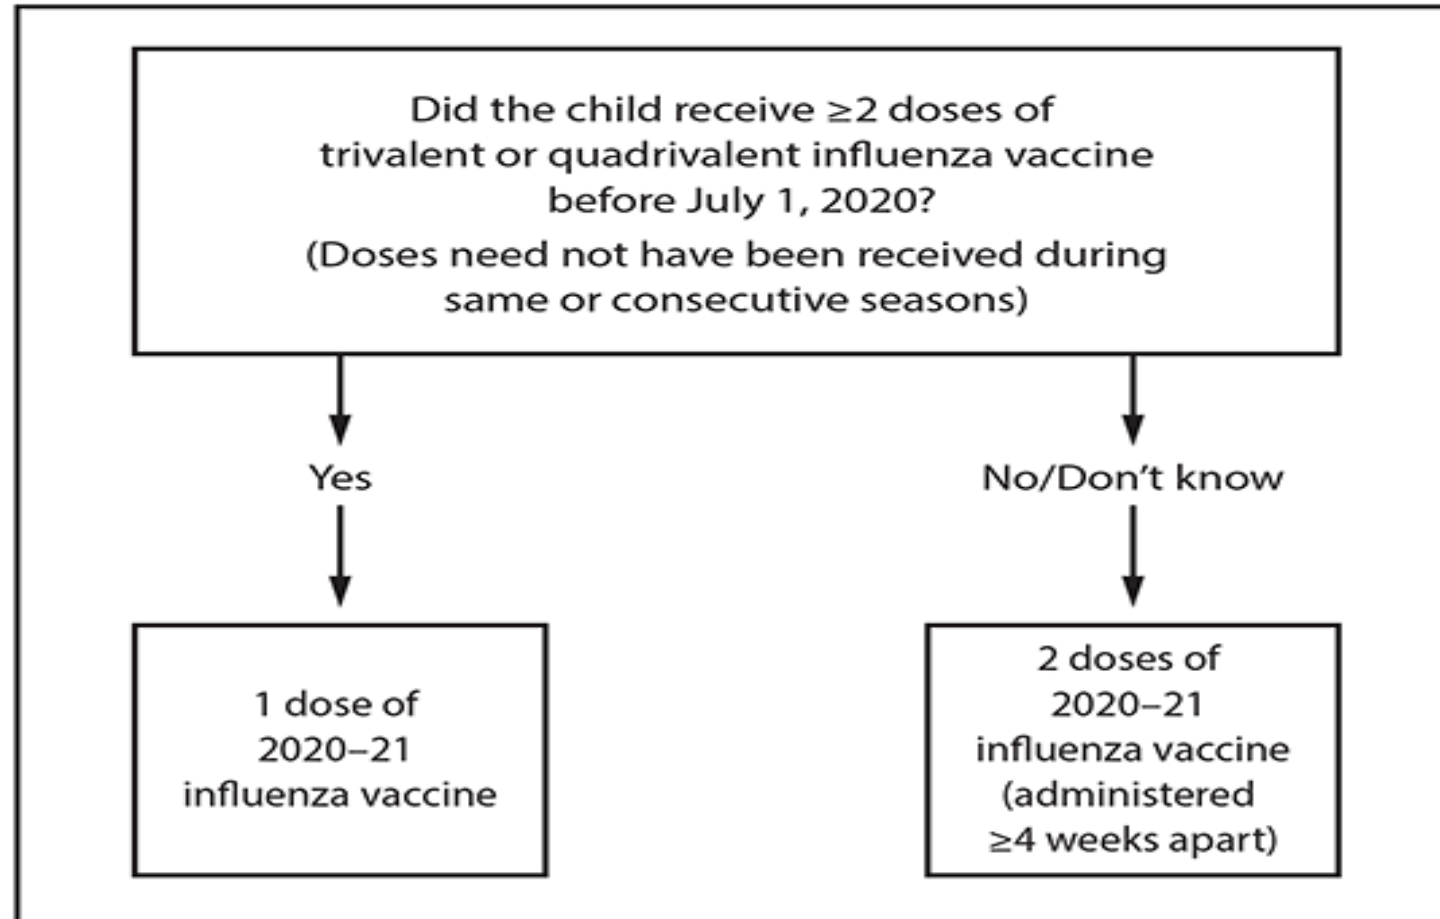 Did the child receive ≥2 doses of
trivalent or quadrivalent influenza vaccine
before July 1, 2020?
(Doses need not have been received during
same or consecutive seasons)
Yes
No/Don’t know
1 dose of
2020–21
influenza vaccine
2 doses of
2020–21
influenza vaccine
(administered
≥4 weeks apart)